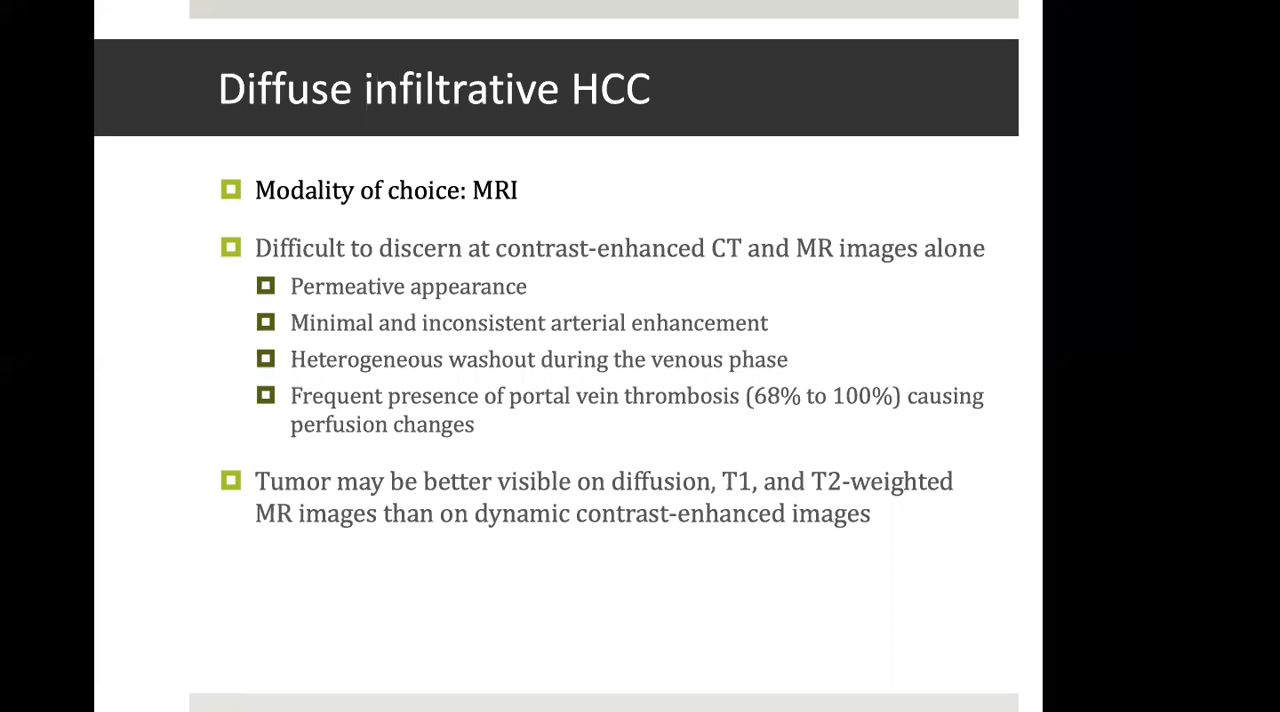 Diffuse infiltrative HCC
Modality of choice: MRI
Difficult to discern at contrast-enhanced CT and MR images alone
Permeative appearance
Minimal and inconsistent arterial enhancement
Heterogeneous washout during the venous phase
Frequent presence of portal vein thrombosis (68% to 100%) causing
perfusion changes
Tumor may be better visible on diffusion, T1, and T2-weighted
MR images than on dynamic contrast-enhanced images